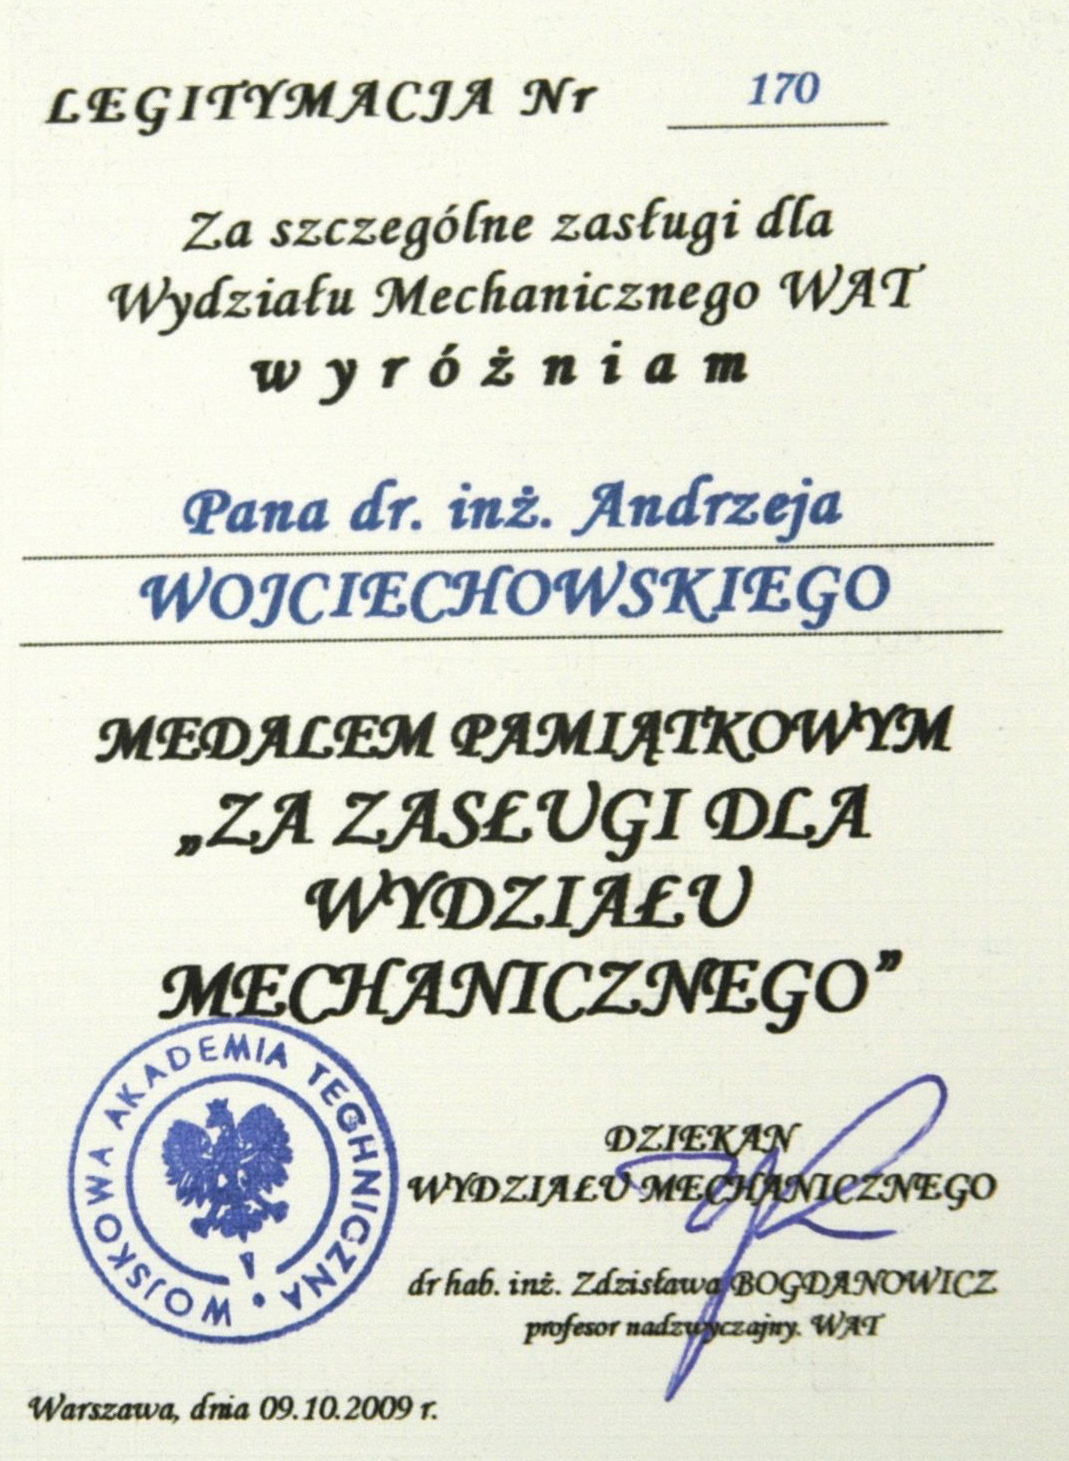 LEGITYMACJA Nr 170
Za szczególne zasługi dla
Wydziału Mechanicznego WAT
w y r ó ż n i a m
Pana dr. inż. Andrzeja
WOJCIECHOWSKIEGO
MEDALEM PAMIĄTKOWYM
„ZA ZASŁUGI DLA
WYDZIAŁU
MECHANICZNEGO”
WOJSKOWA AKADEMIA TECHNICZNA
DZIEKAN
WYDZIAŁU MECHANICZNEGO
dr hab. inż. Zdzisława BOGDANOWICZ
profesor nadzwyczajny. WAT
Warszawa, dnia 09.10.2009 r.